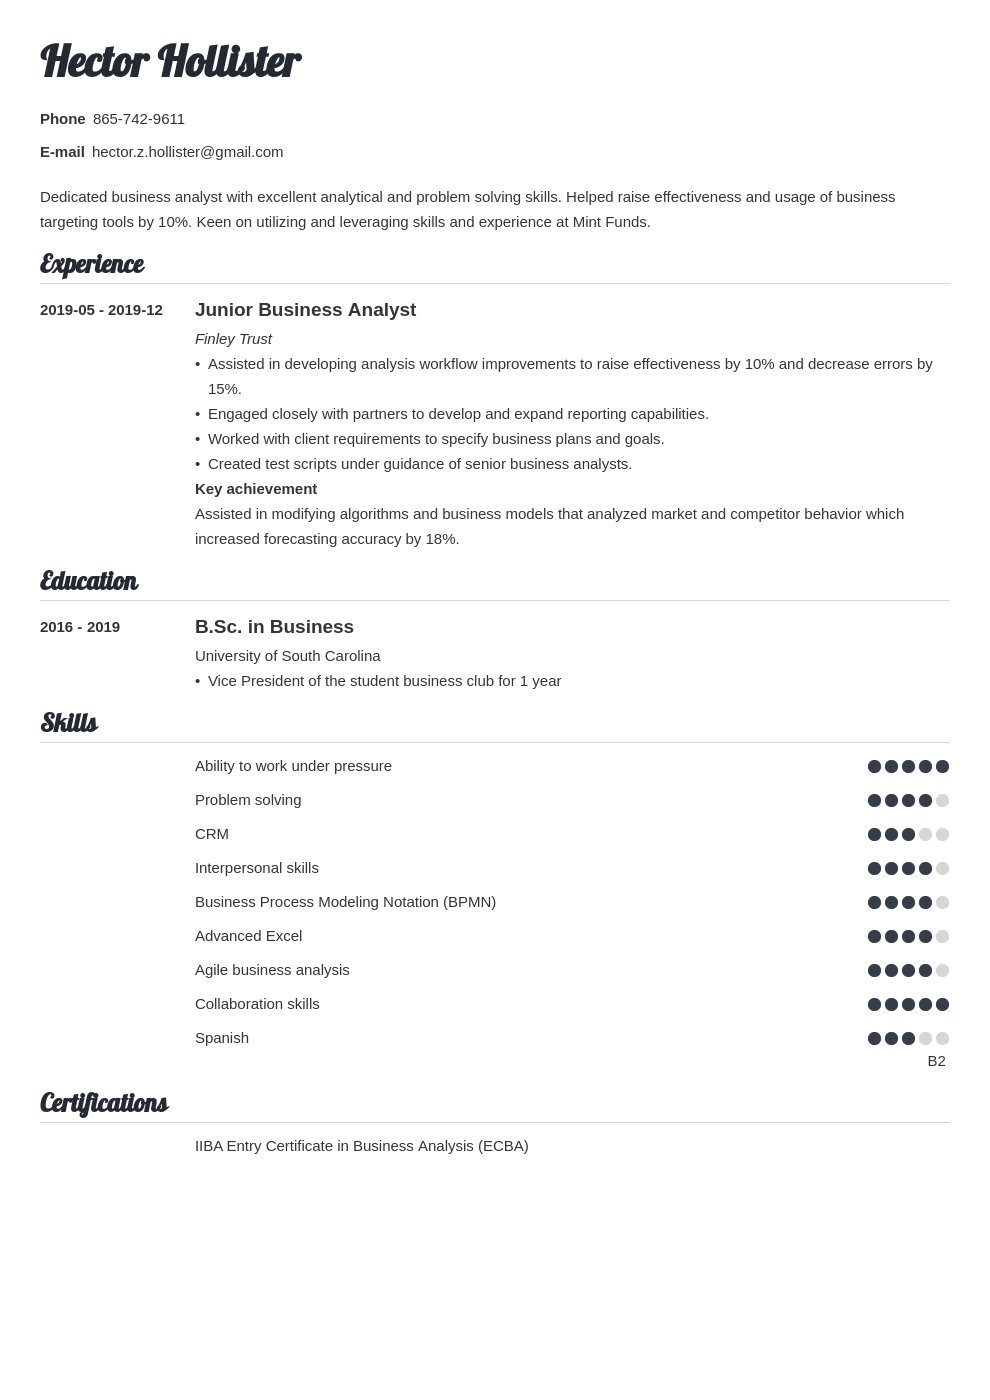 Hector Hollister
Phone 865-742-9611
E-mail hector.z.hollister@gmail.com
Dedicated business analyst with excellent analytical and problem solving skills. Helped raise effectiveness and usage of business
targeting tools by 10%. Keen on utilizing and leveraging skills and experience at Mint Funds.
Experience
2019-05 - 2019-12 Junior Business Analyst
Finley Trust
• Assisted in developing analysis workflow improvements to raise effectiveness by 10% and decrease errors by
15%.
• Engaged closely with partners to develop and expand reporting capabilities.
• Worked with client requirements to specify business plans and goals.
• Created test scripts under guidance of senior business analysts.
Key achievement
Assisted in modifying algorithms and business models that analyzed market and competitor behavior which
increased forecasting accuracy by 18%.
Education
2016 - 2019 B.Sc. in Business
University of South Carolina
• Vice President of the student business club for 1 year
Skills
Ability to work under pressure
Problem solving
CRM
Interpersonal skills
Business Process Modeling Notation (BPMN)
Advanced Excel
Agile business analysis
Collaboration skills
Spanish
B2
Certifications
IIBA Entry Certificate in Business Analysis (ECBA)